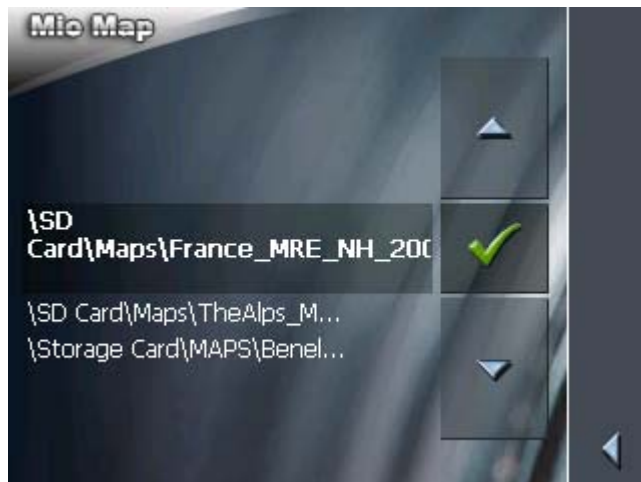 Mio Map
\SD
Card\Maps\France_MRE_NH_200
\SD Card\Maps\TheAlps_M...
\Storage Card\MAPS\Benel...